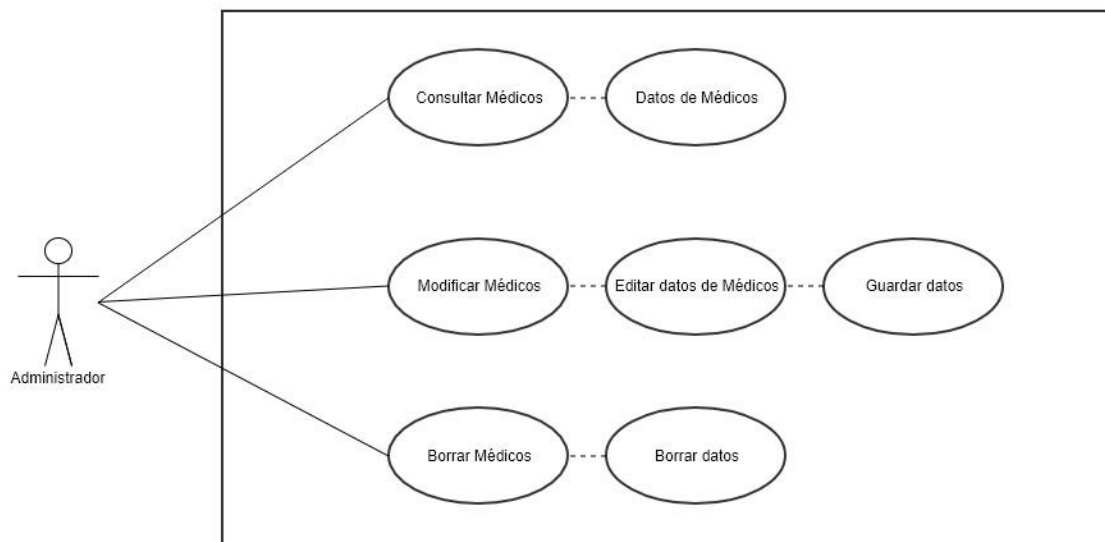 Consultar Médicos
Datos de Médicos
Modificar Médicos
Editar datos de Médicos
Guardar datos
Administrador
Borrar Médicos
Borrar datos